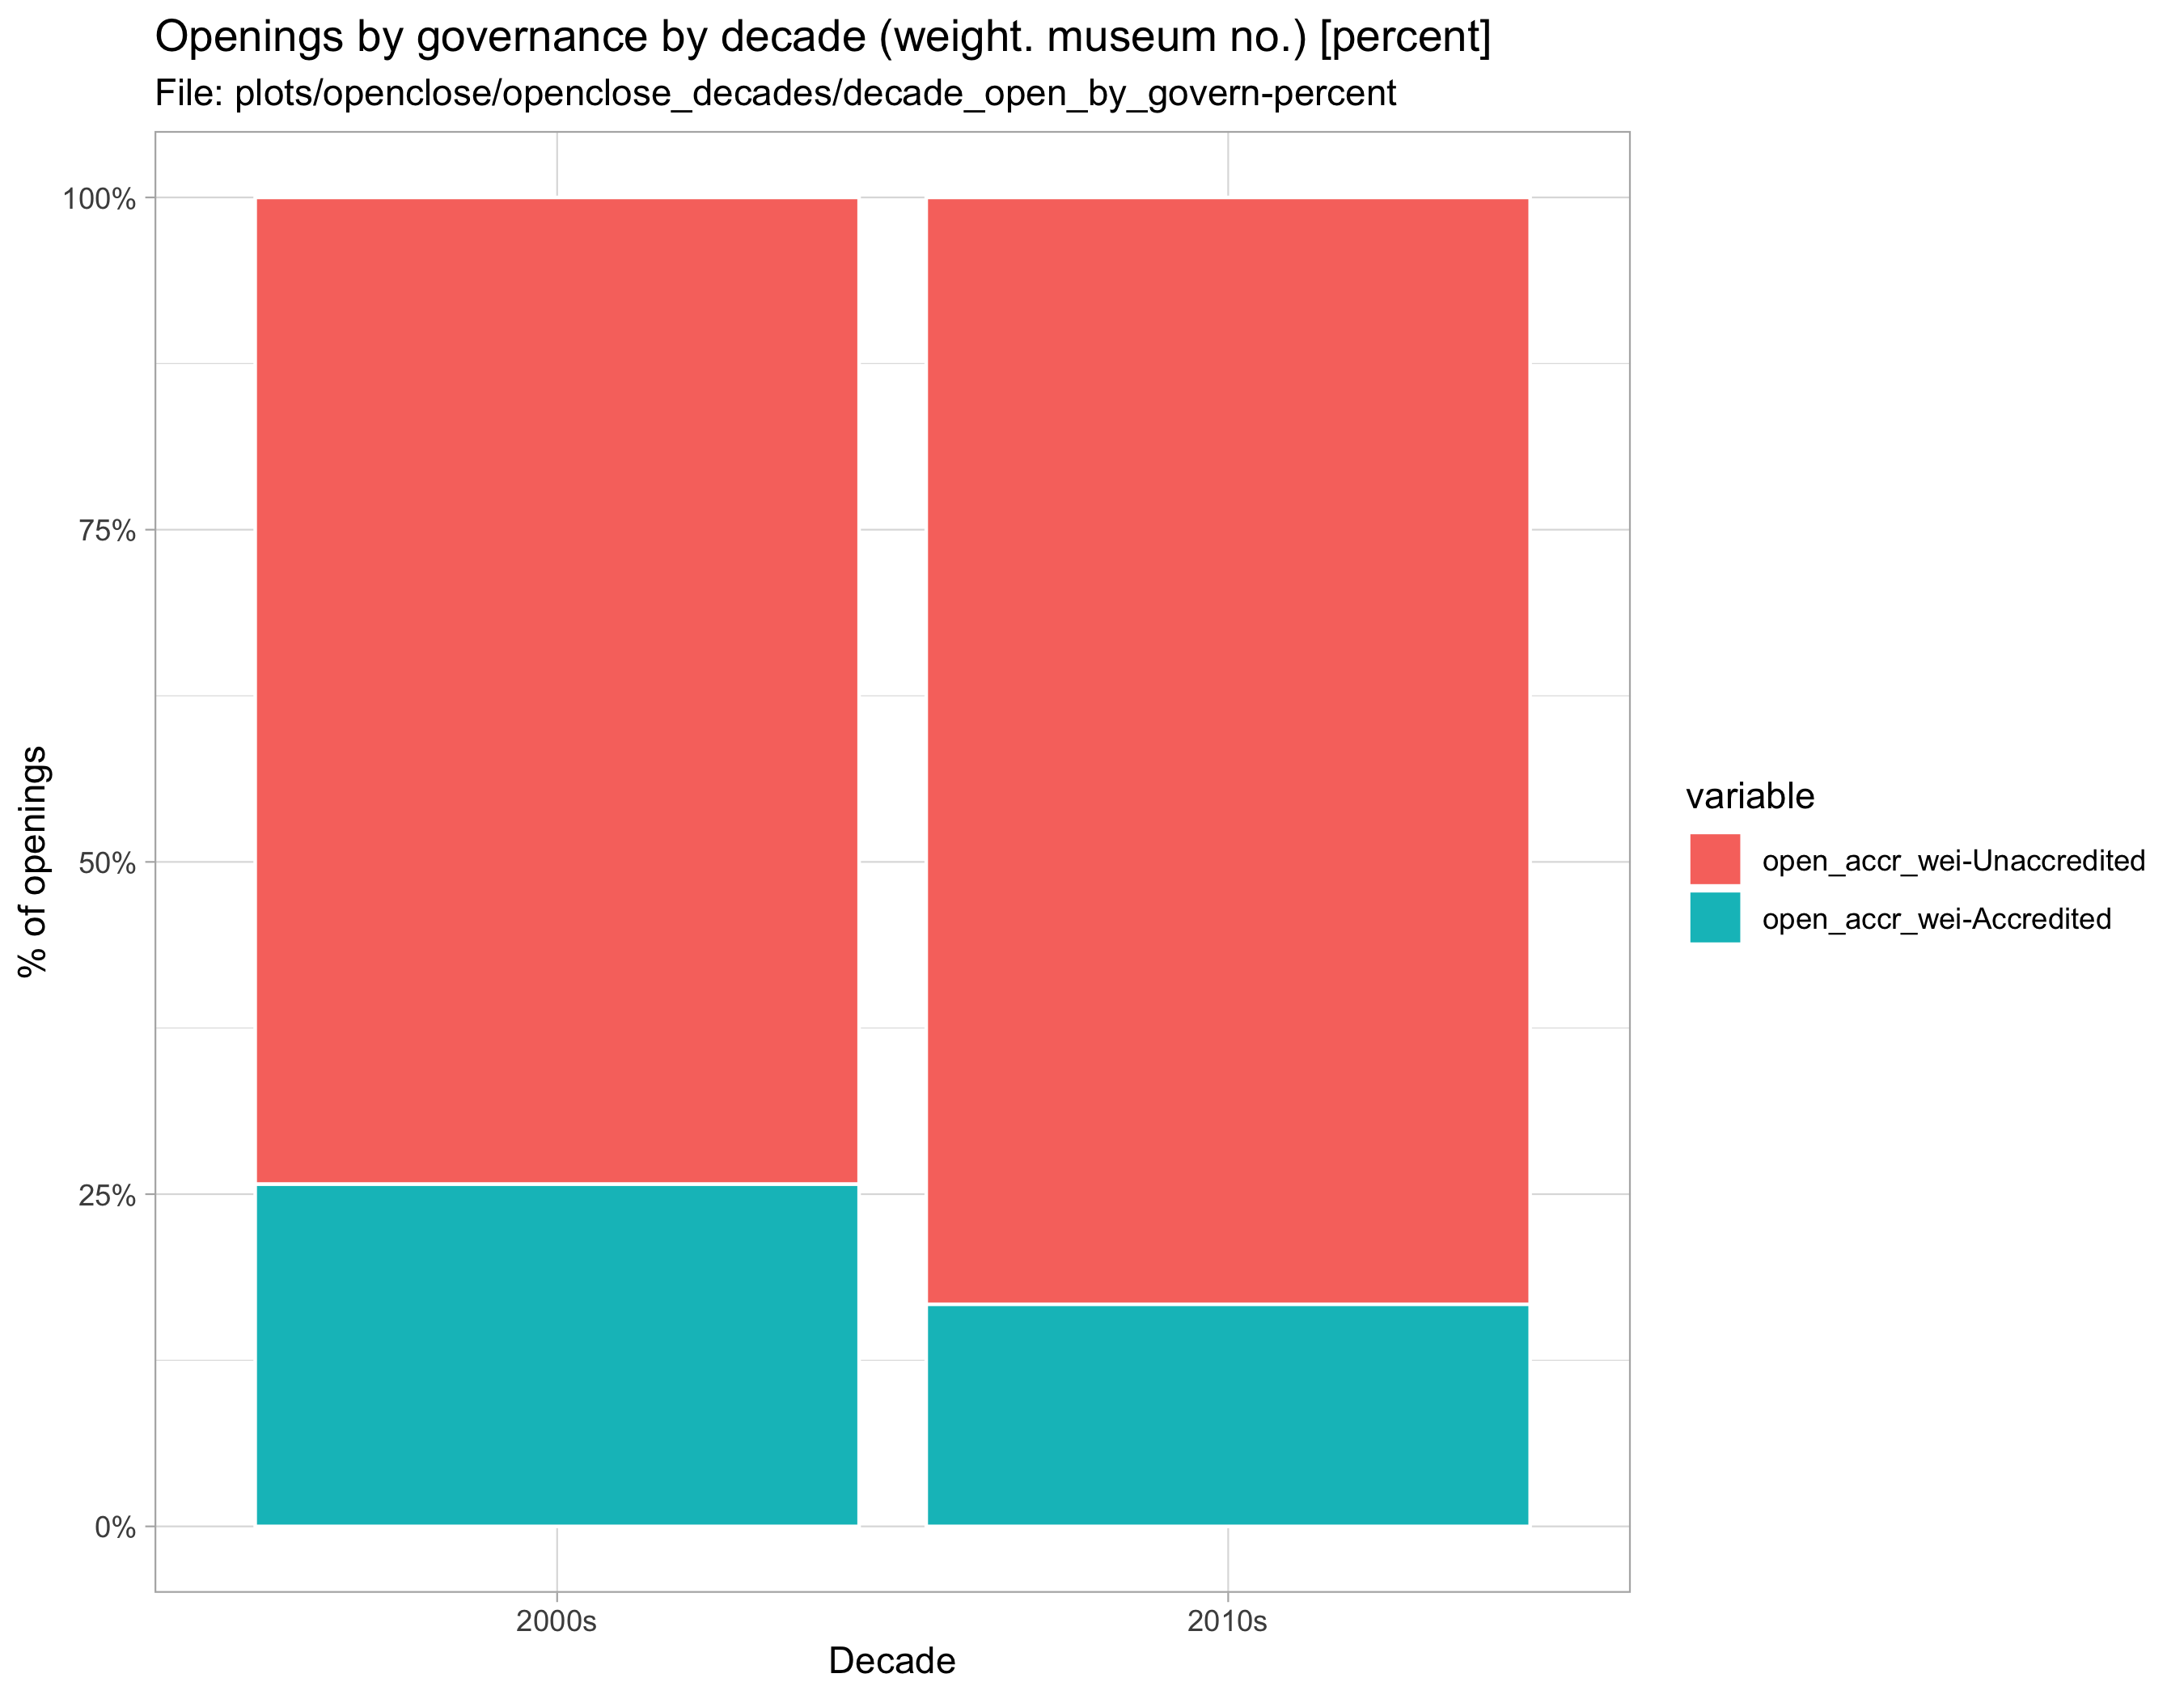 Openings by governance by decade (weight. museum no.) [percent]
File: plots/openclose/openclose_decades/decade_open_by_govern-percent
100%
75%
50%
25%
0%
% of openings
2000s
2010s
Decade
variable
open_accr_wei-Unaccredited
open_accr_wei-Accredited